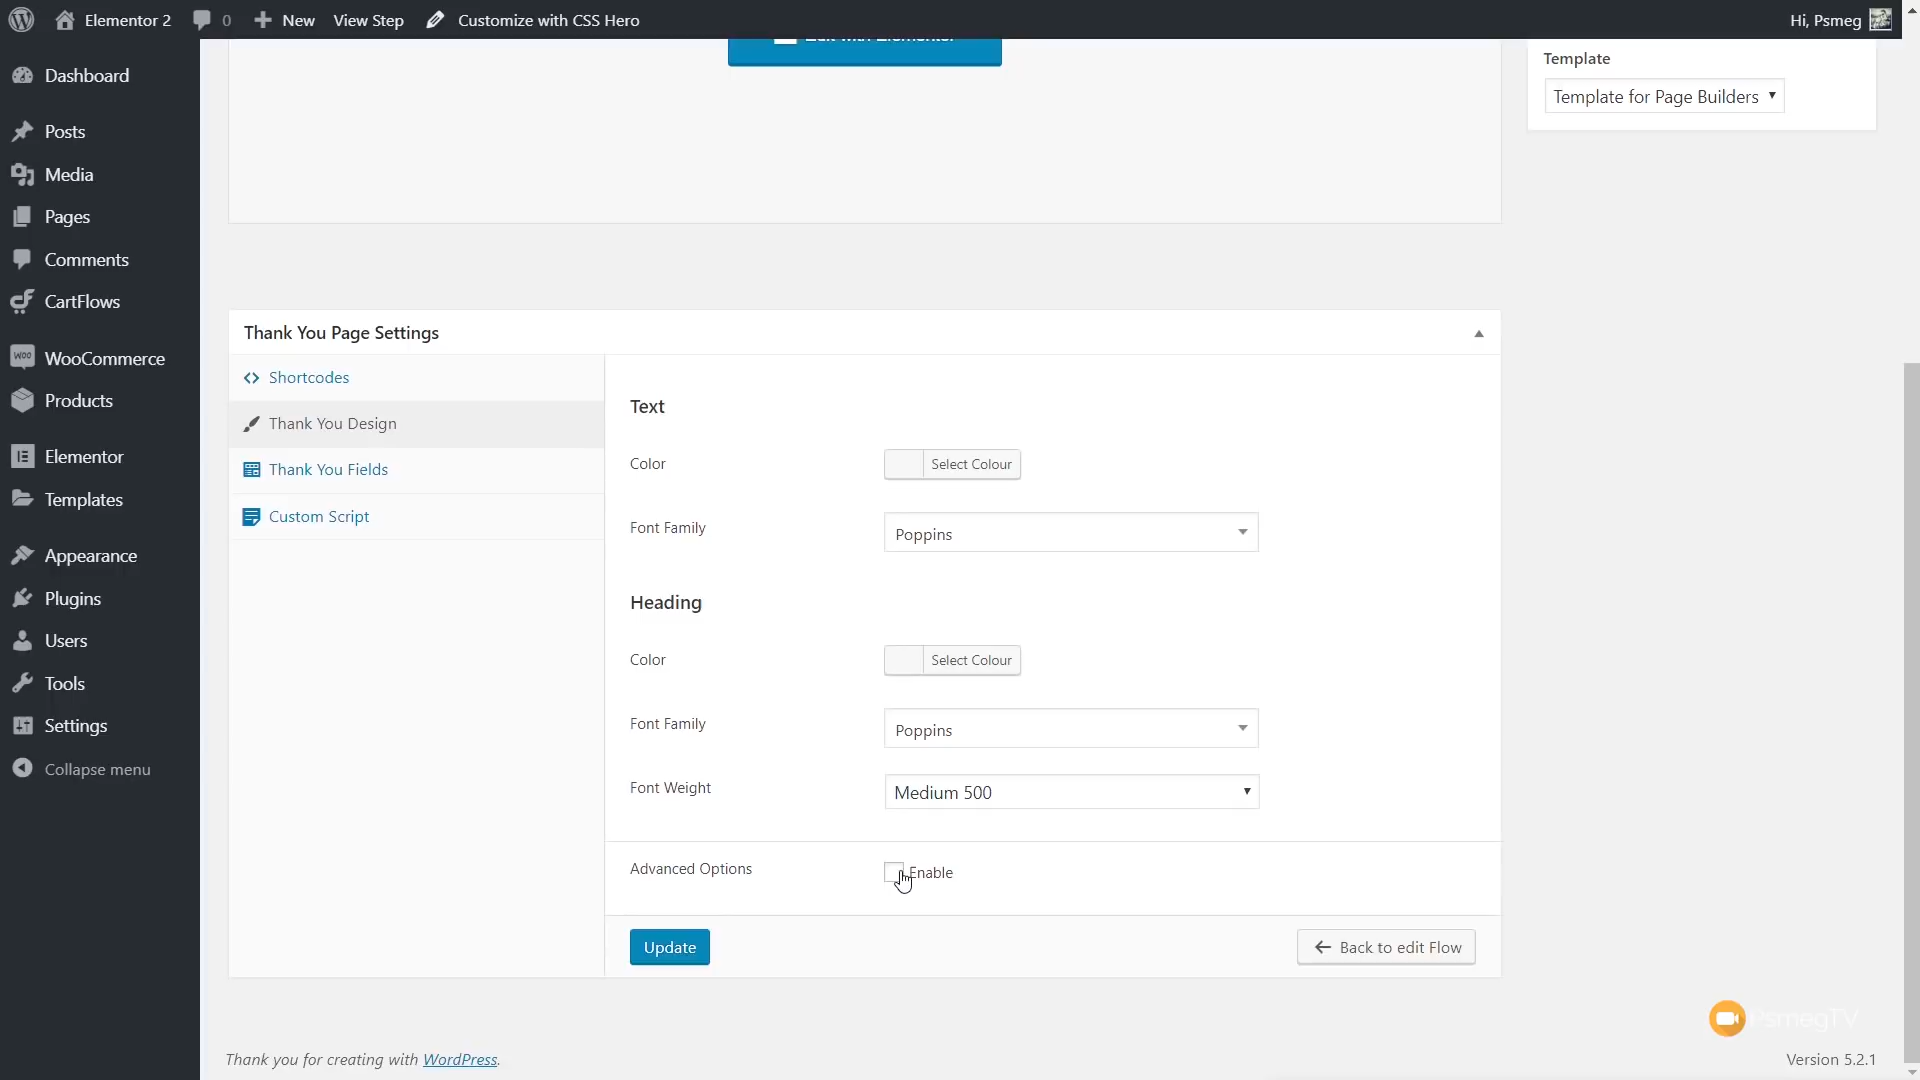 Elementor 2
0
New
View Step
Customize with CSS Hero
Hi, Psmeg
Dashboard
Posts
Media
Pages
Comments
CartFlows
WOO
WooCommerce
Products
Elementor
Templates
Appearance
Plugins
Users
Tools
Settings
Collapse menu
Edit with Elementor
Template
Template for Page Builders
Thank You Page Settings
Shortcodes
Thank You Design
Thank You Fields
Custom Script
Text
Color
Select Colour
Font Family
Poppins
Heading
Color
Select Colour
Font Family
Poppins
Font Weight
Medium 500
Advanced Options
Enable
Update
Back to edit Flow
PsmegTV
Thank you for creating with WordPress.
Version 5.2.1